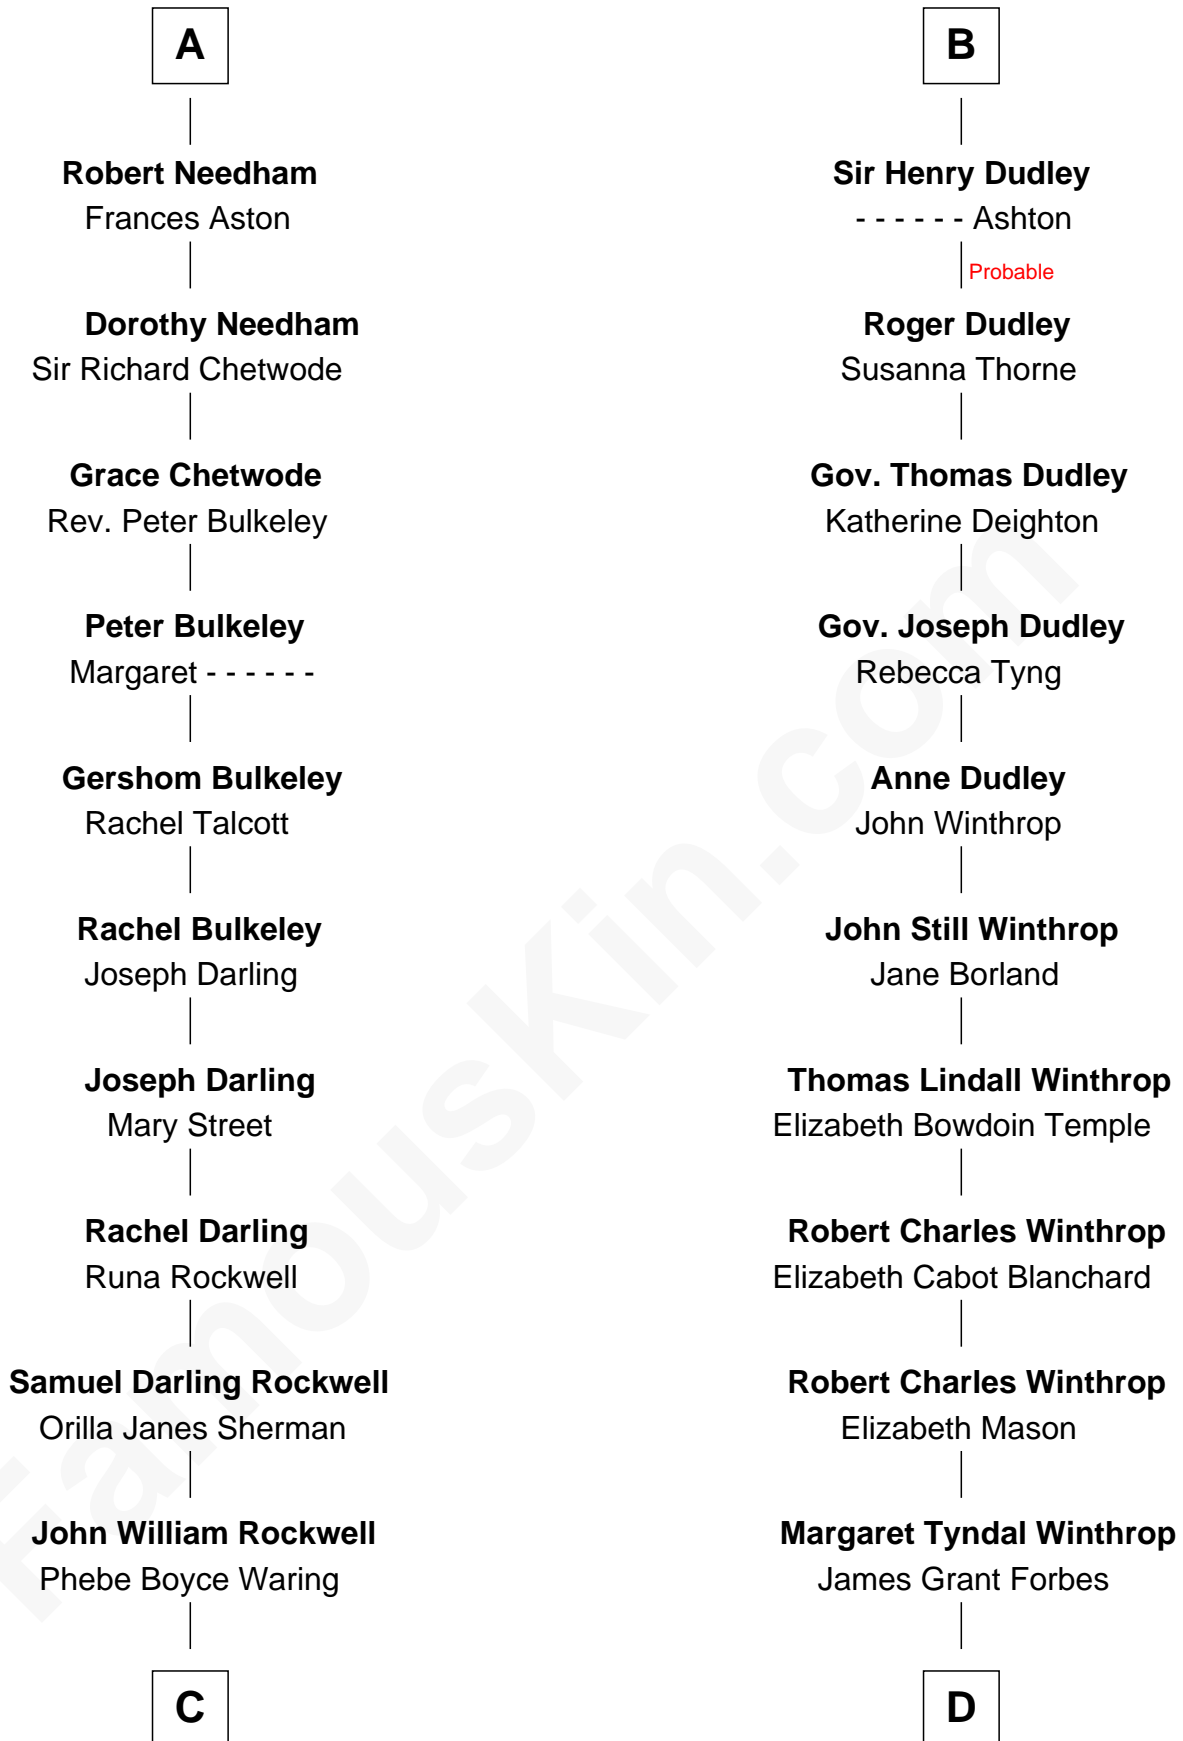 A
Robert Needham
Frances Aston
Dorothy Needham
Sir Richard Chetwode
Grace Chetwode
Rev. Peter Bulkeley
Peter Bulkeley
Margaret - - - - - -
Gershom Bulkeley
Rachel Talcott
Rachel Bulkeley
Joseph Darling
Joseph Darling
Mary Street
Rachel Darling
Runa Rockwell
Samuel Darling Rockwell
Orilla Janes Sherman
John William Rockwell
Phebe Boyce Waring
C
B
Sir Henry Dudley
- - - - - - Ashton
Probable
Roger Dudley
Susanna Thorne
Gov. Thomas Dudley
Katherine Deighton
Gov. Joseph Dudley
Rebecca Tyng
Anne Dudley
John Winthrop
John Still Winthrop
Jane Borland
Thomas Lindall Winthrop
Elizabeth Bowdoin Temple
Robert Charles Winthrop
Elizabeth Cabot Blanchard
Robert Charles Winthrop
Elizabeth Mason
Margaret Tyndal Winthrop
James Grant Forbes
D
FamousKin.com